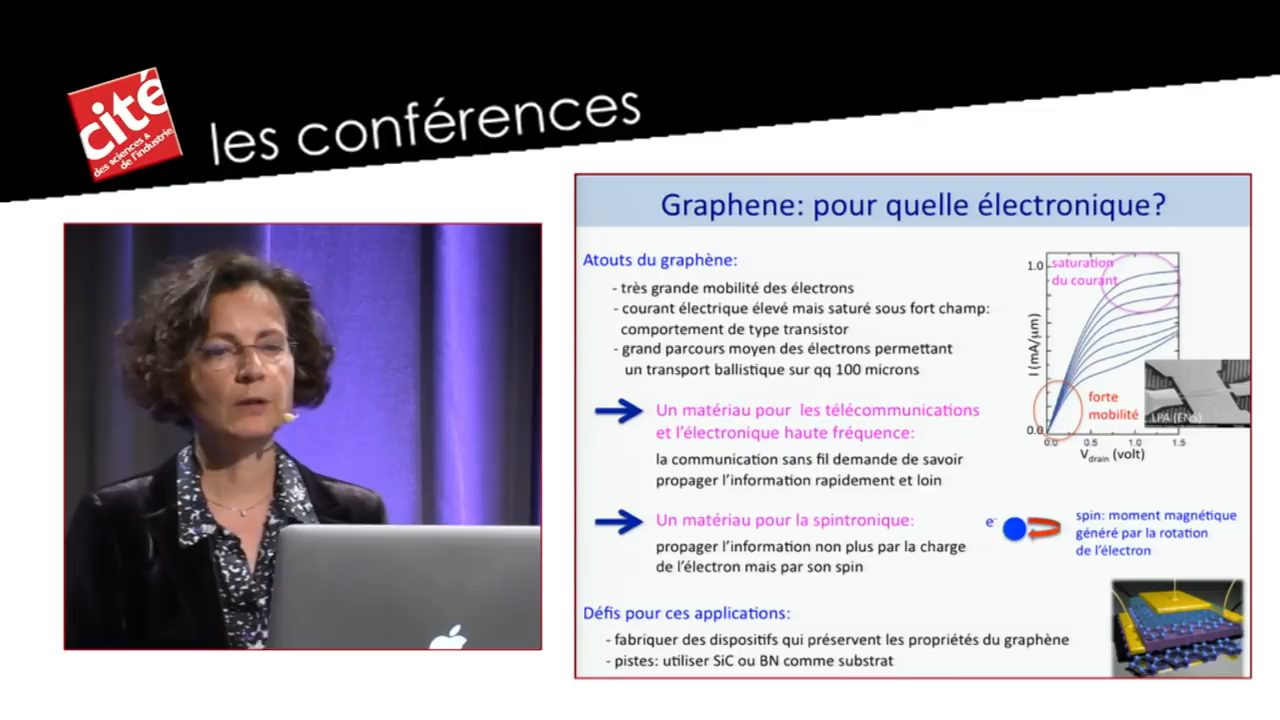 cité
des sciences &
de l'industrie
les conférences
Graphene: pour quelle électronique?
Atouts du graphène:
- très grande mobilité des électrons
- courant électrique élevé mais saturé sous fort champ:
comportement de type transistor
- grand parcours moyen des électrons permettant
un transport ballistique sur qq 100 microns
Un matériau pour les télécommunications
et l'électronique haute fréquence:
la communication sans fil demande de savoir
propager l'information rapidement et loin
Un matériau pour la spintronique:
propager l'information non plus par la charge
de l'électron mais par son spin
Défis pour ces applications:
- fabriquer des dispositifs qui préservent les propriétés du graphène
- pistes: utiliser SiC ou BN comme substrat
1.0
saturation
du courant
I (mA/µm)
forte
mobilité
LPA (ENS)
0.0
0.0 0.5 1.0 1.5
Vdrain (volt)
e-
spin: moment magnétique
généré par la rotation
de l'électron